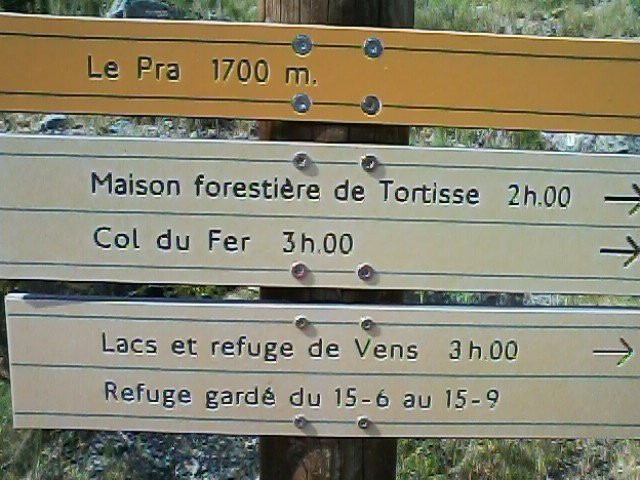 Le Pra 1700 m.
Maison forestière de Tortisse 2h.00 →
Col du Fer 3h.00 →
Lacs et refuge de Vens 3h.00 →
Refuge gardé du 15-6 au 15-9